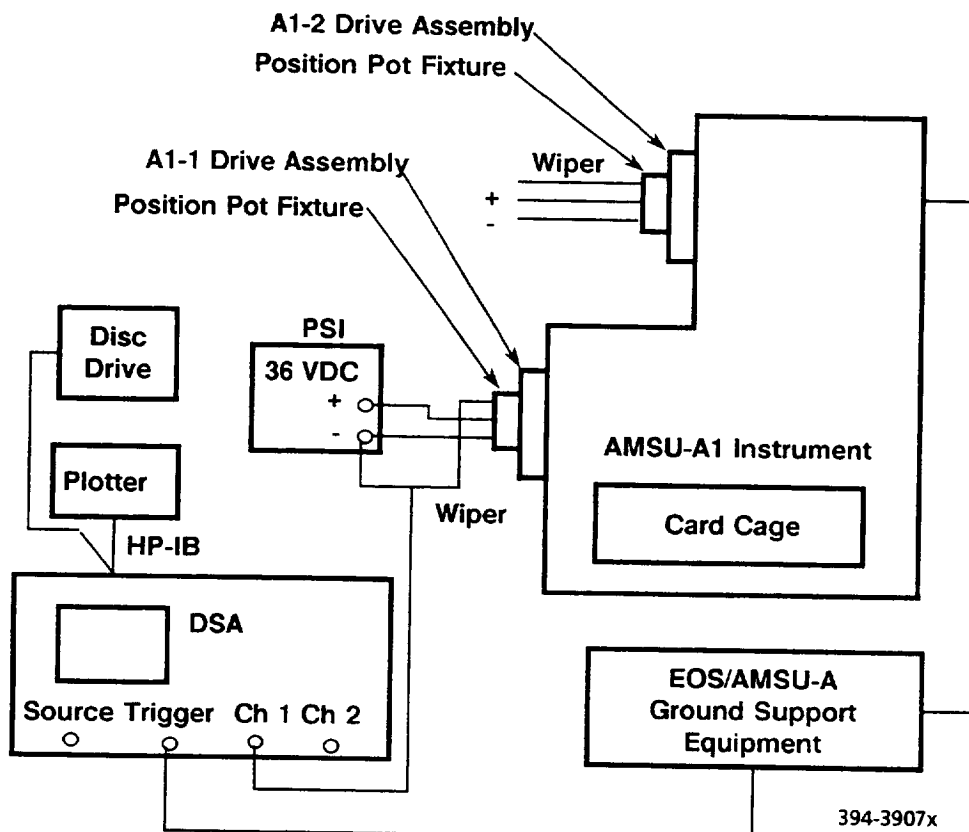 A1-2 Drive Assembly
Position Pot Fixture
A1-1 Drive Assembly
Position Pot Fixture
Wiper
+
-
PSI
36 VDC
+
-
Disc
Drive
Plotter
HP-IB
Wiper
AMSU-A1 Instrument
Card Cage
DSA
Source Trigger Ch 1 Ch 2
EOS/AMSU-A
Ground Support
Equipment
394-3907x